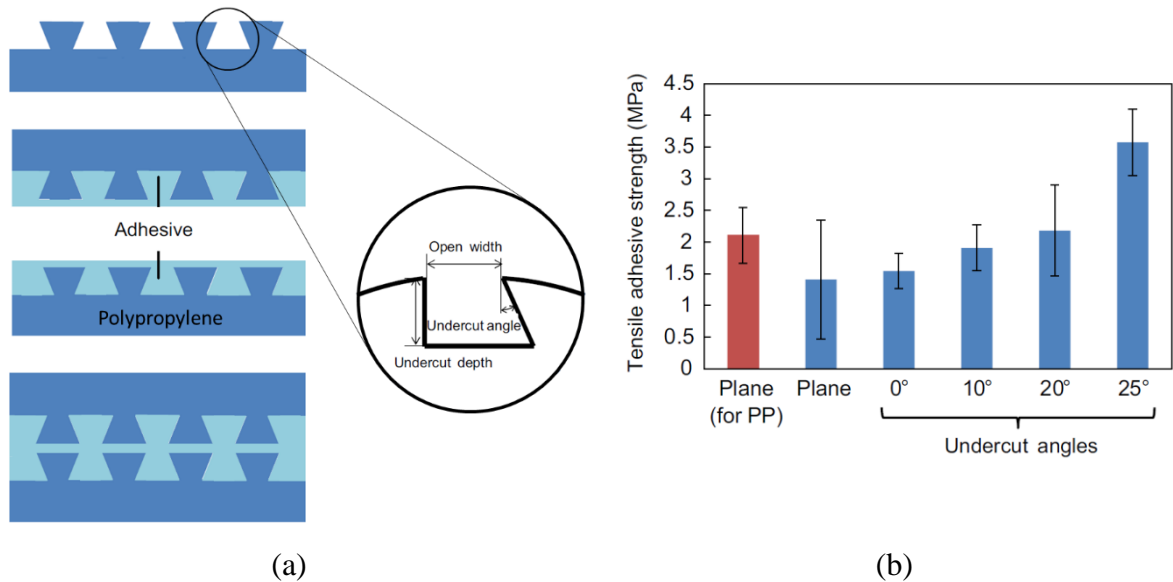 Adhesive
Polypropylene
Open width
Undercut angle
Undercut depth
(a)
Tensile adhesive strength (MPa)
4.5
4
3.5
3
2.5
2
1.5
1
0.5
0
Plane
(for PP)
Plane
0°
10°
20°
25°
Undercut angles
(b)